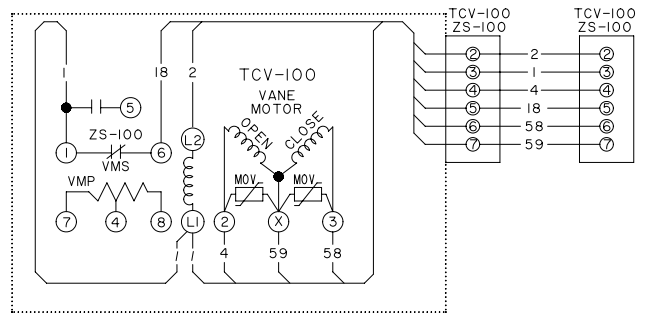 TCV-100 TCV-100
ZS-100 ZS-100
2 2 2
3 1 3
4 4 4
5 18 5
6 58 6
7 59 7
1 18 2
TCV-100
VANE
MOTOR
5
ZS-100
OPEN CLOSE
1 6 L2
VMS
VMP
MOV MOV
7 4 8 L1 2 X 3
4 59 58